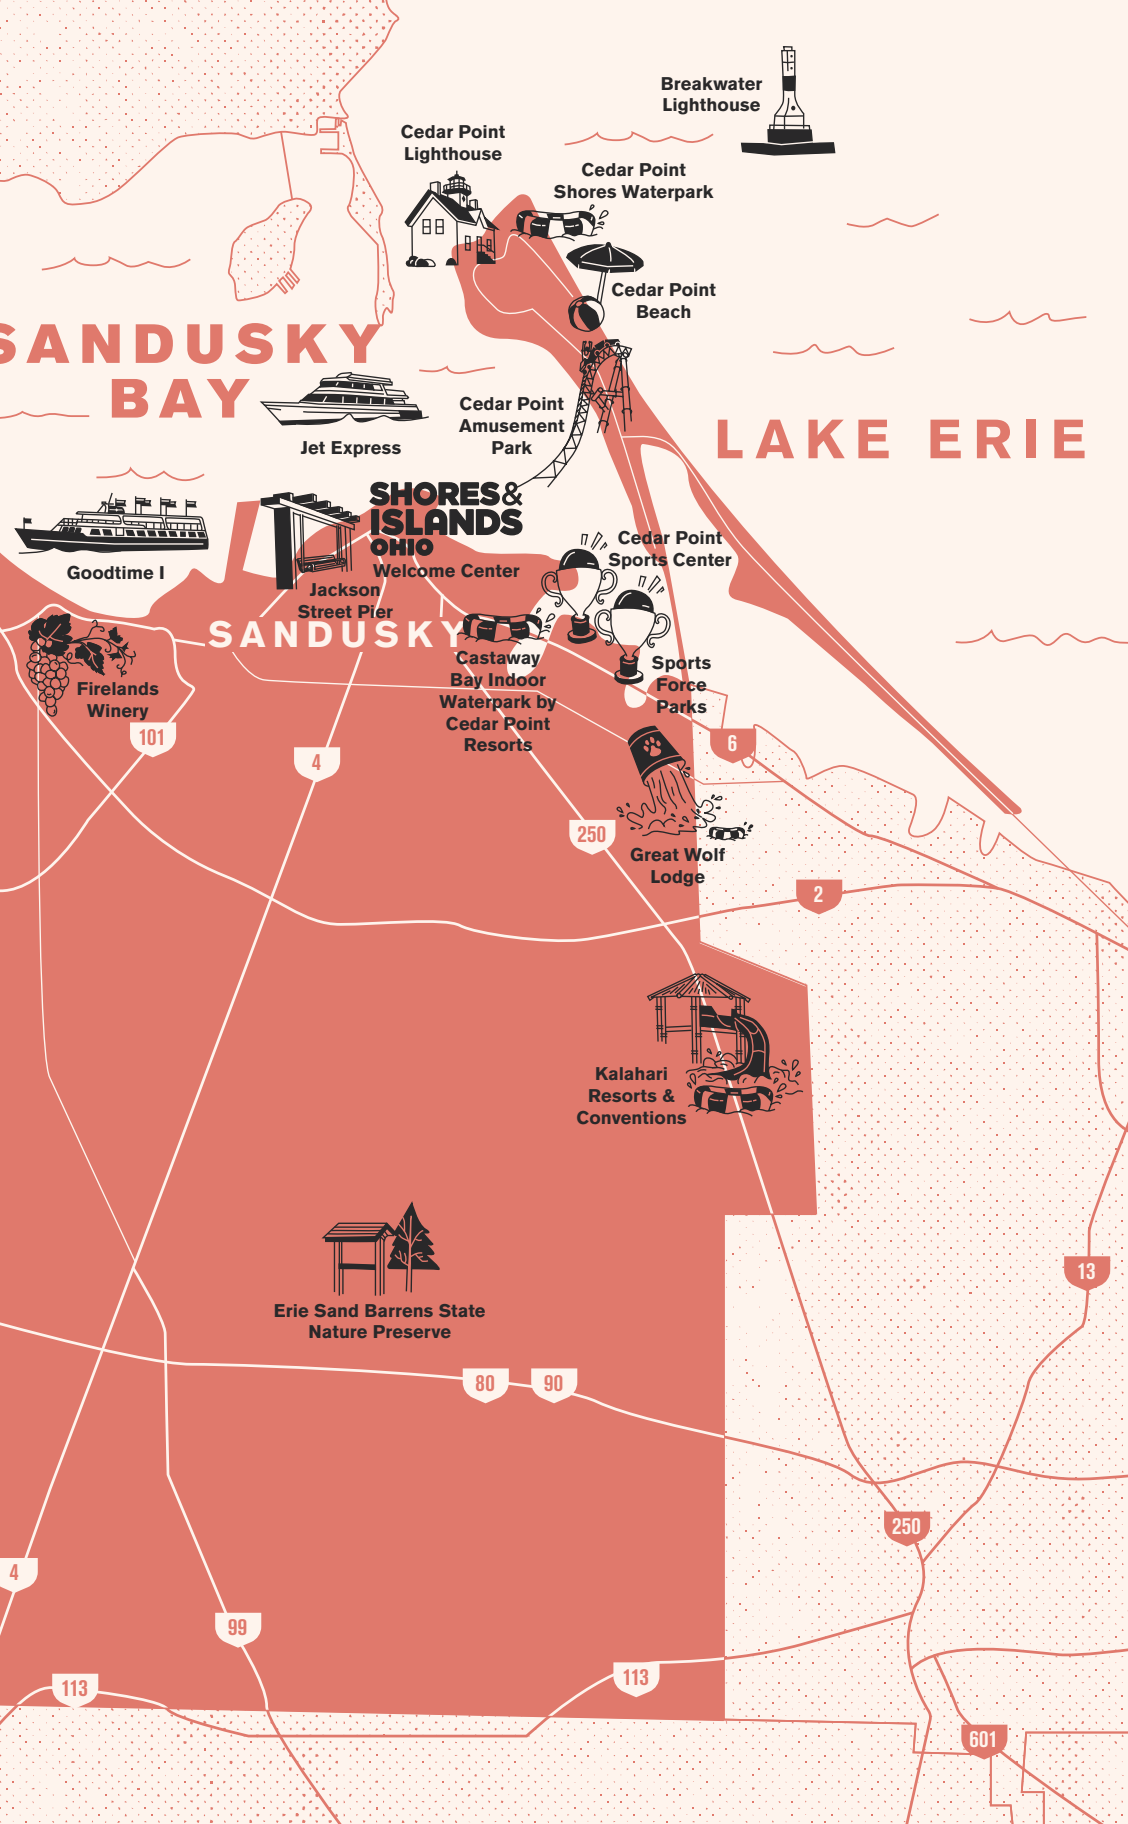 Breakwater
Lighthouse
Cedar Point
Lighthouse
Cedar Point
Shores Waterpark
Cedar Point
Beach
SANDUSKY
BAY
Jet Express
Cedar Point
Amusement
Park
LAKE ERIE
SHORES&
ISLANDS
OHIO
Welcome Center
Goodtime I
Jackson
Street Pier
Cedar Point
Sports Center
SANDUSKY
Castaway
Bay Indoor
Waterpark by
Cedar Point
Resorts
Sports
Force
Parks
Firelands
Winery
101
4
6
250
Great Wolf
Lodge
2
Kalahari
Resorts &
Conventions
13
Erie Sand Barrens State
Nature Preserve
80
90
250
4
99
113
113
601